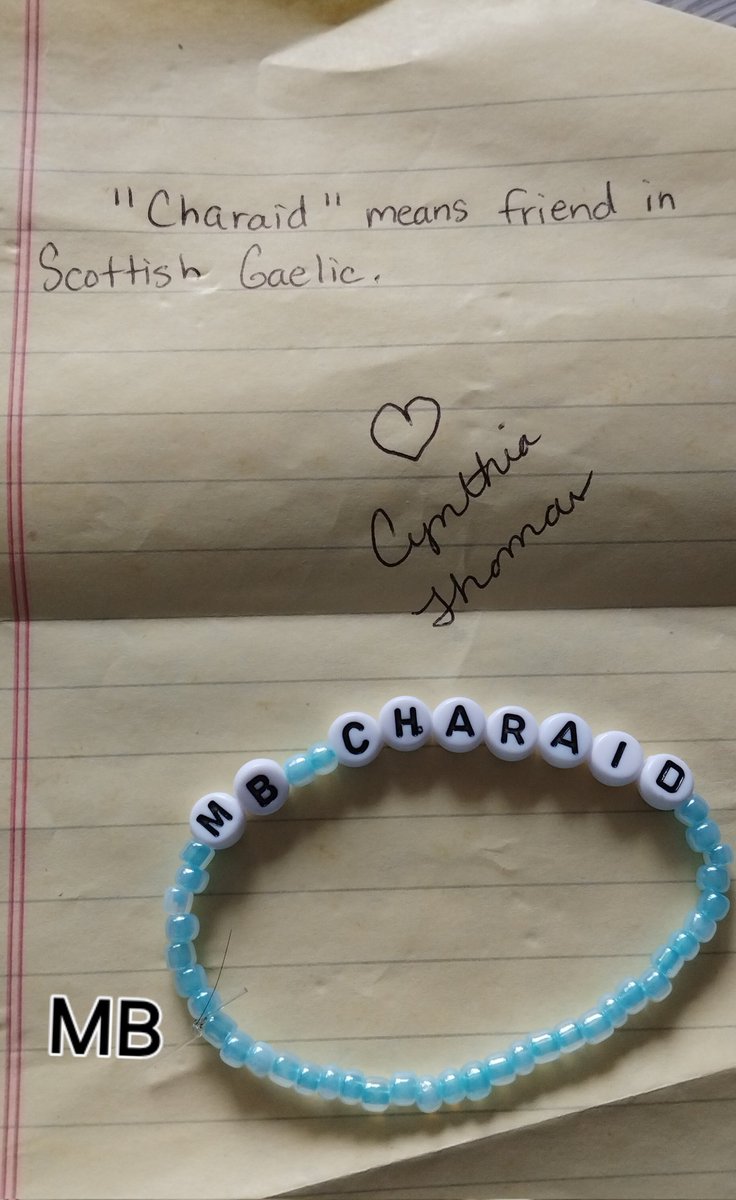 "Charaid" means friend in
Scottish Gaelic.
Cynthia
Thomas
MB CHARAID
MB